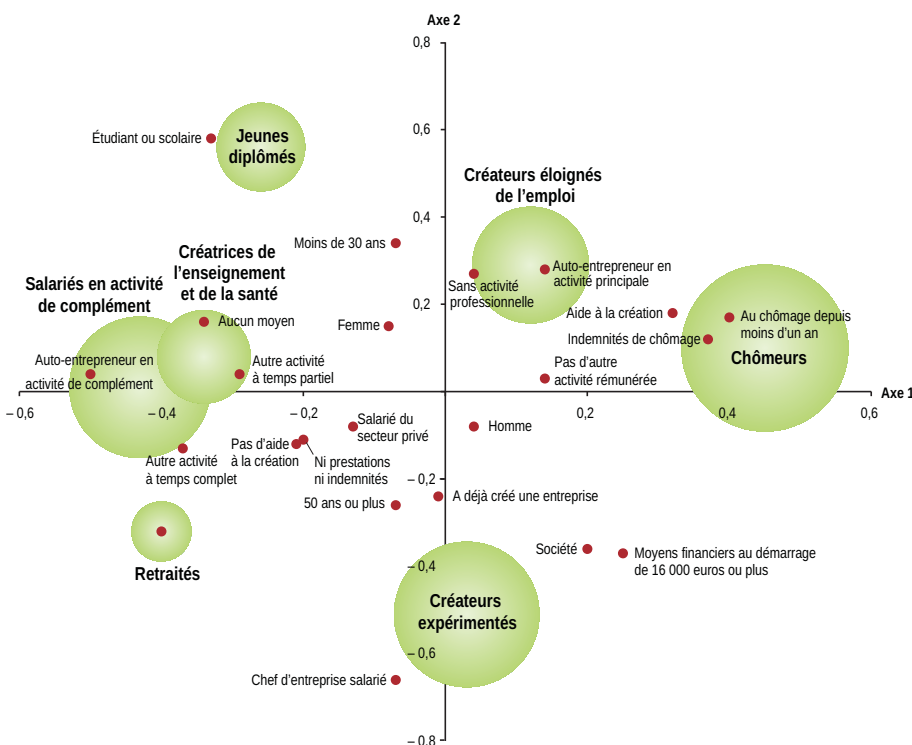 Axe 2
0,8
0,6
Étudiant ou scolaire
Jeunes
diplômés
Créateurs éloignés
de l'emploi
0,4
Moins de 30 ans
Créatrices de
l'enseignement
et de la santé
Salariés en activité
de complément
Auto-entrepreneur en
activité principale
Sans activité
professionnelle
0,2
Aucun moyen
Femme
Aide à la création
Au chômage depuis
moins d'un an
Indemnités de chômage
Chômeurs
Auto-entrepreneur en
activité de complément
Autre activité
à temps partiel
Pas d'autre
activité rémunérée
Axe 1
– 0,6
– 0,4
– 0,2
0,2
0,4
0,6
Salarié du
secteur privé
Homme
Pas d'aide
à la création
Autre activité
à temps complet
Ni prestations
ni indemnités
– 0,2
50 ans ou plus
A déjà créé une entreprise
Société
Moyens financiers au démarrage
de 16 000 euros ou plus
Retraités
– 0,4
Créateurs
expérimentés
– 0,6
Chef d'entreprise salarié
– 0,8